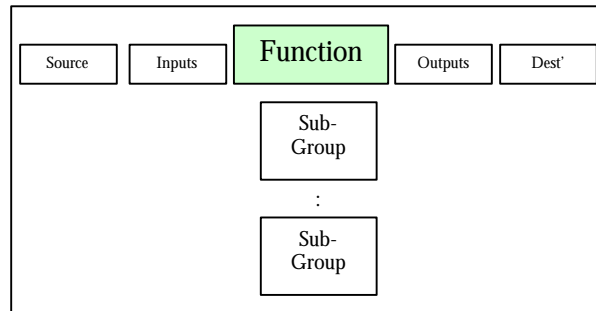 Source
Inputs
Function
Outputs
Dest'
Sub-
Group
:
Sub-
Group